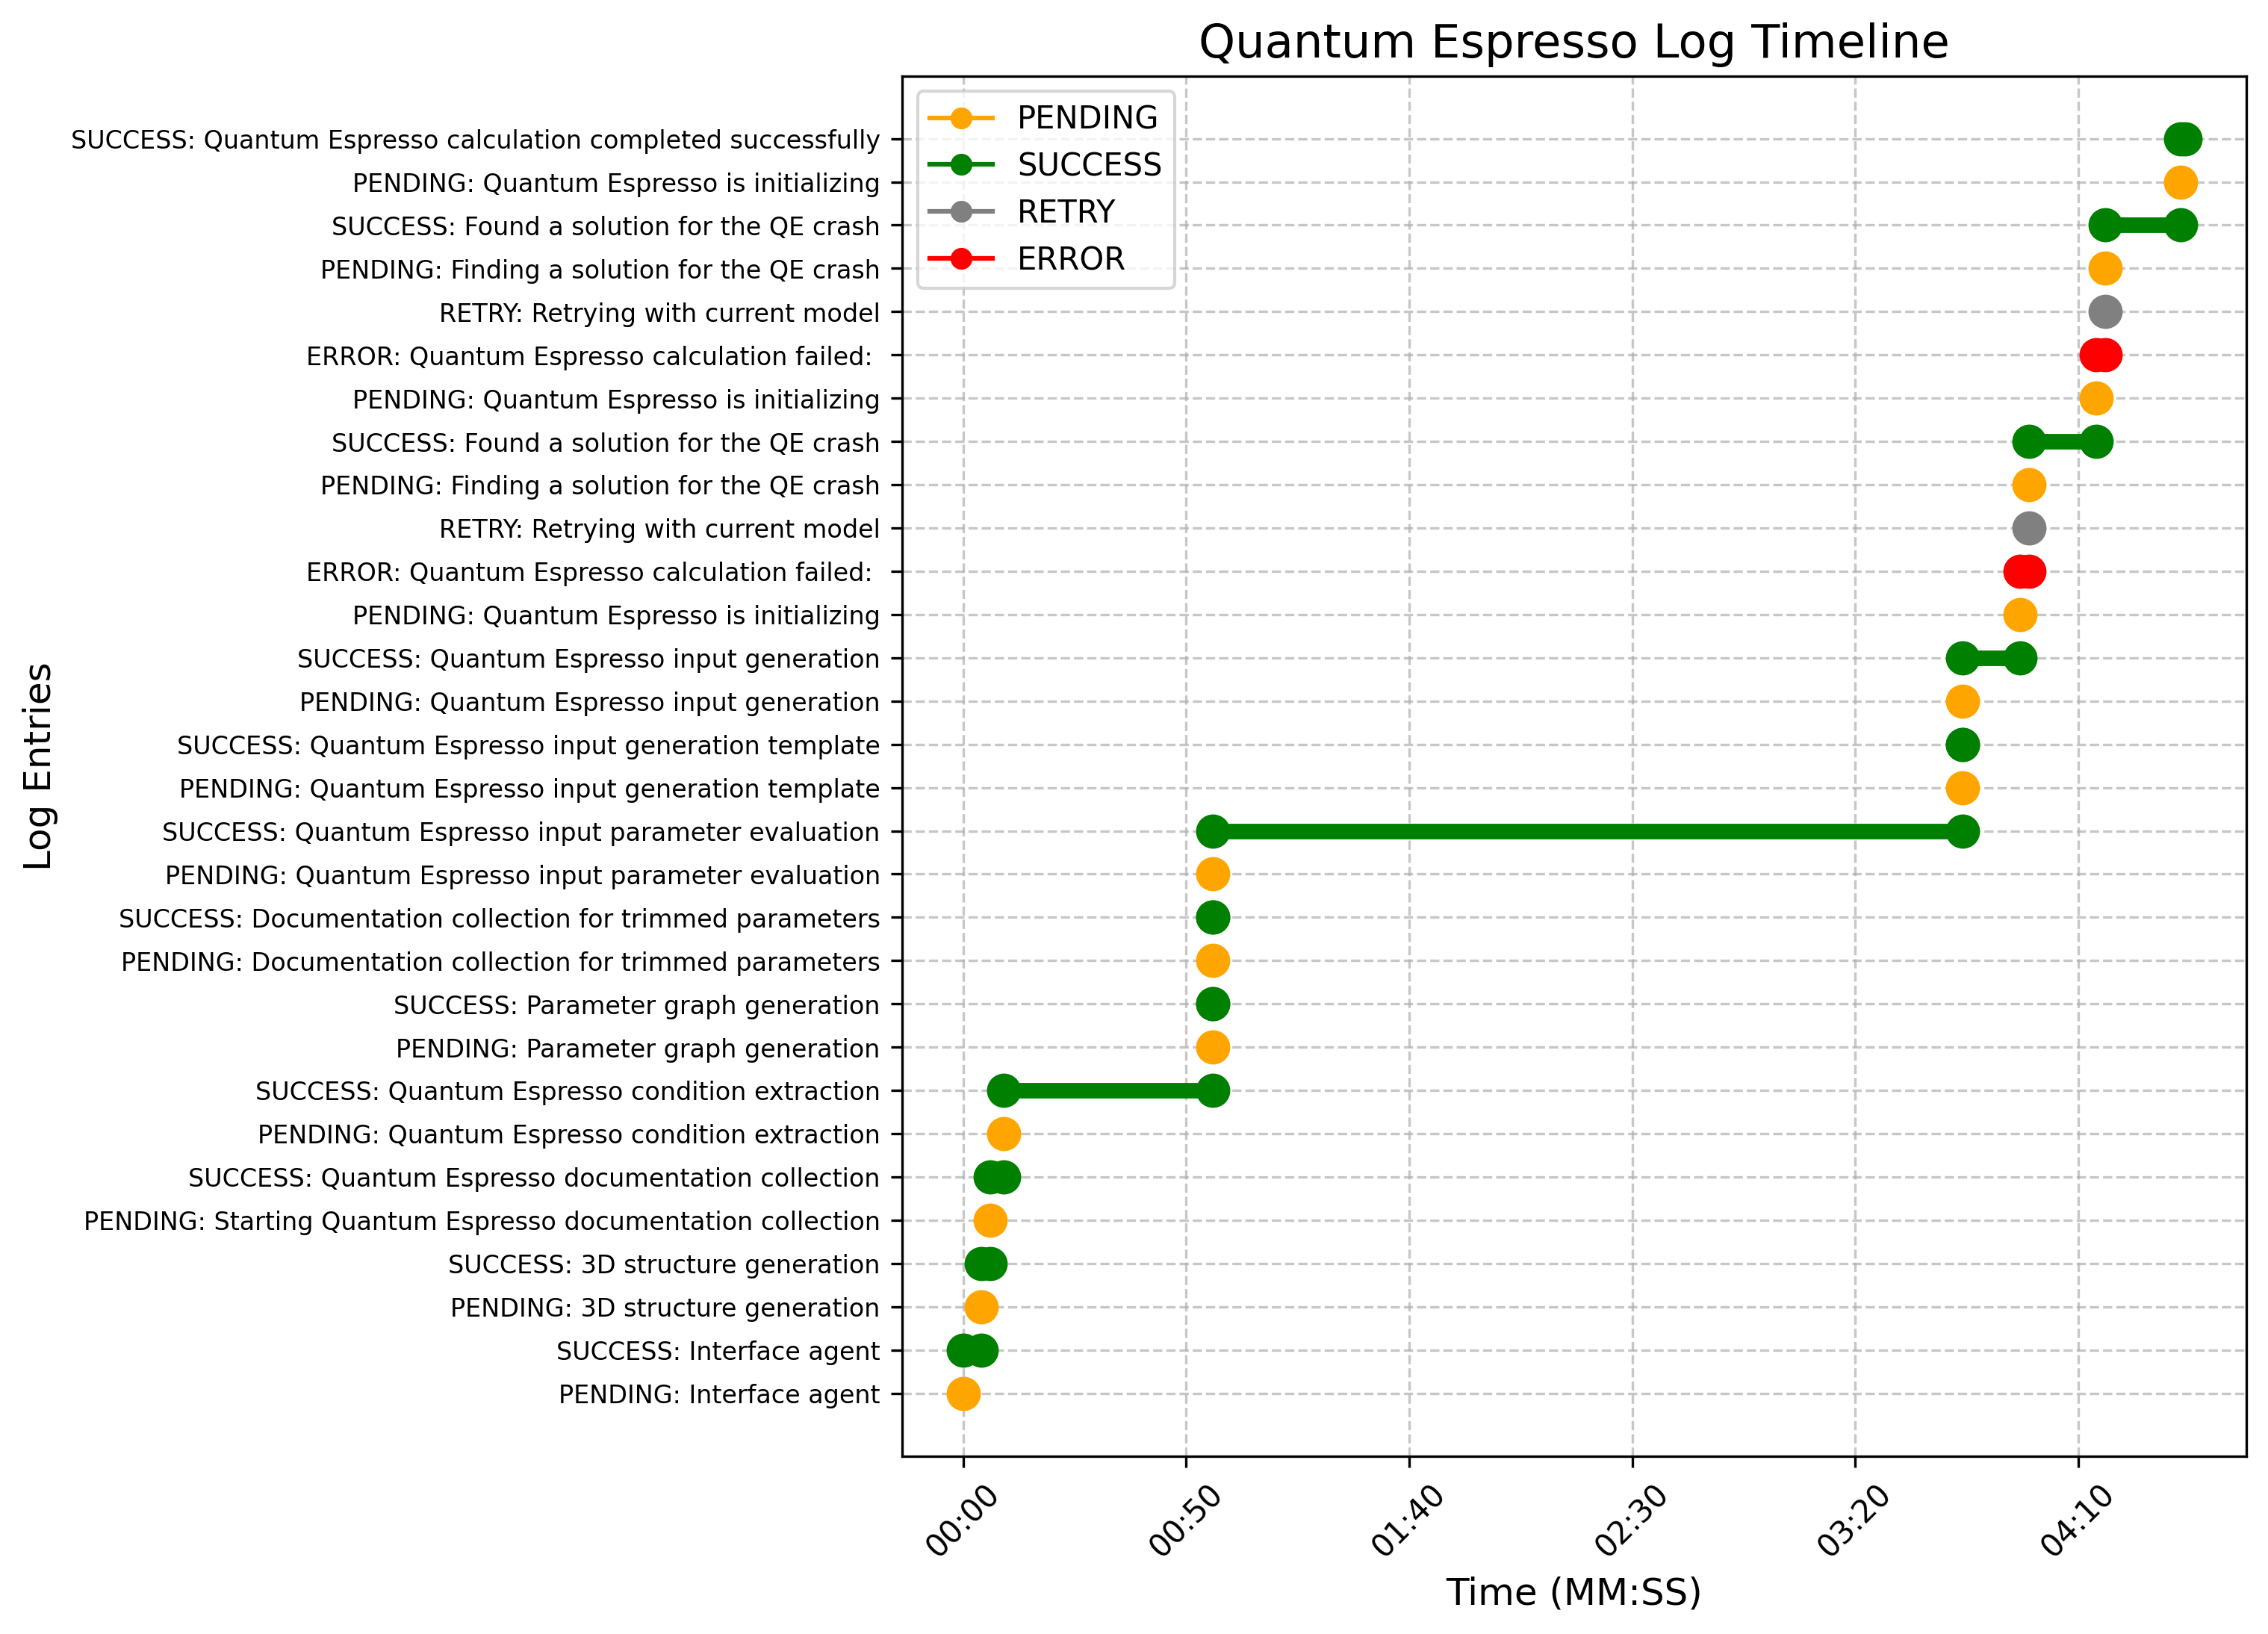 Quantum Espresso Log Timeline
PENDING
SUCCESS
RETRY
ERROR
SUCCESS: Quantum Espresso calculation completed successfully
PENDING: Quantum Espresso is initializing
SUCCESS: Found a solution for the QE crash
PENDING: Finding a solution for the QE crash
RETRY: Retrying with current model
ERROR: Quantum Espresso calculation failed:
PENDING: Quantum Espresso is initializing
SUCCESS: Found a solution for the QE crash
PENDING: Finding a solution for the QE crash
RETRY: Retrying with current model
ERROR: Quantum Espresso calculation failed:
PENDING: Quantum Espresso is initializing
SUCCESS: Quantum Espresso input generation
PENDING: Quantum Espresso input generation
SUCCESS: Quantum Espresso input generation template
PENDING: Quantum Espresso input generation template
SUCCESS: Quantum Espresso input parameter evaluation
PENDING: Quantum Espresso input parameter evaluation
SUCCESS: Documentation collection for trimmed parameters
PENDING: Documentation collection for trimmed parameters
SUCCESS: Parameter graph generation
PENDING: Parameter graph generation
SUCCESS: Quantum Espresso condition extraction
PENDING: Quantum Espresso condition extraction
SUCCESS: Quantum Espresso documentation collection
PENDING: Starting Quantum Espresso documentation collection
SUCCESS: 3D structure generation
PENDING: 3D structure generation
SUCCESS: Interface agent
PENDING: Interface agent
Log Entries
00:00
00:50
01:40
02:30
03:20
04:10
Time (MM:SS)